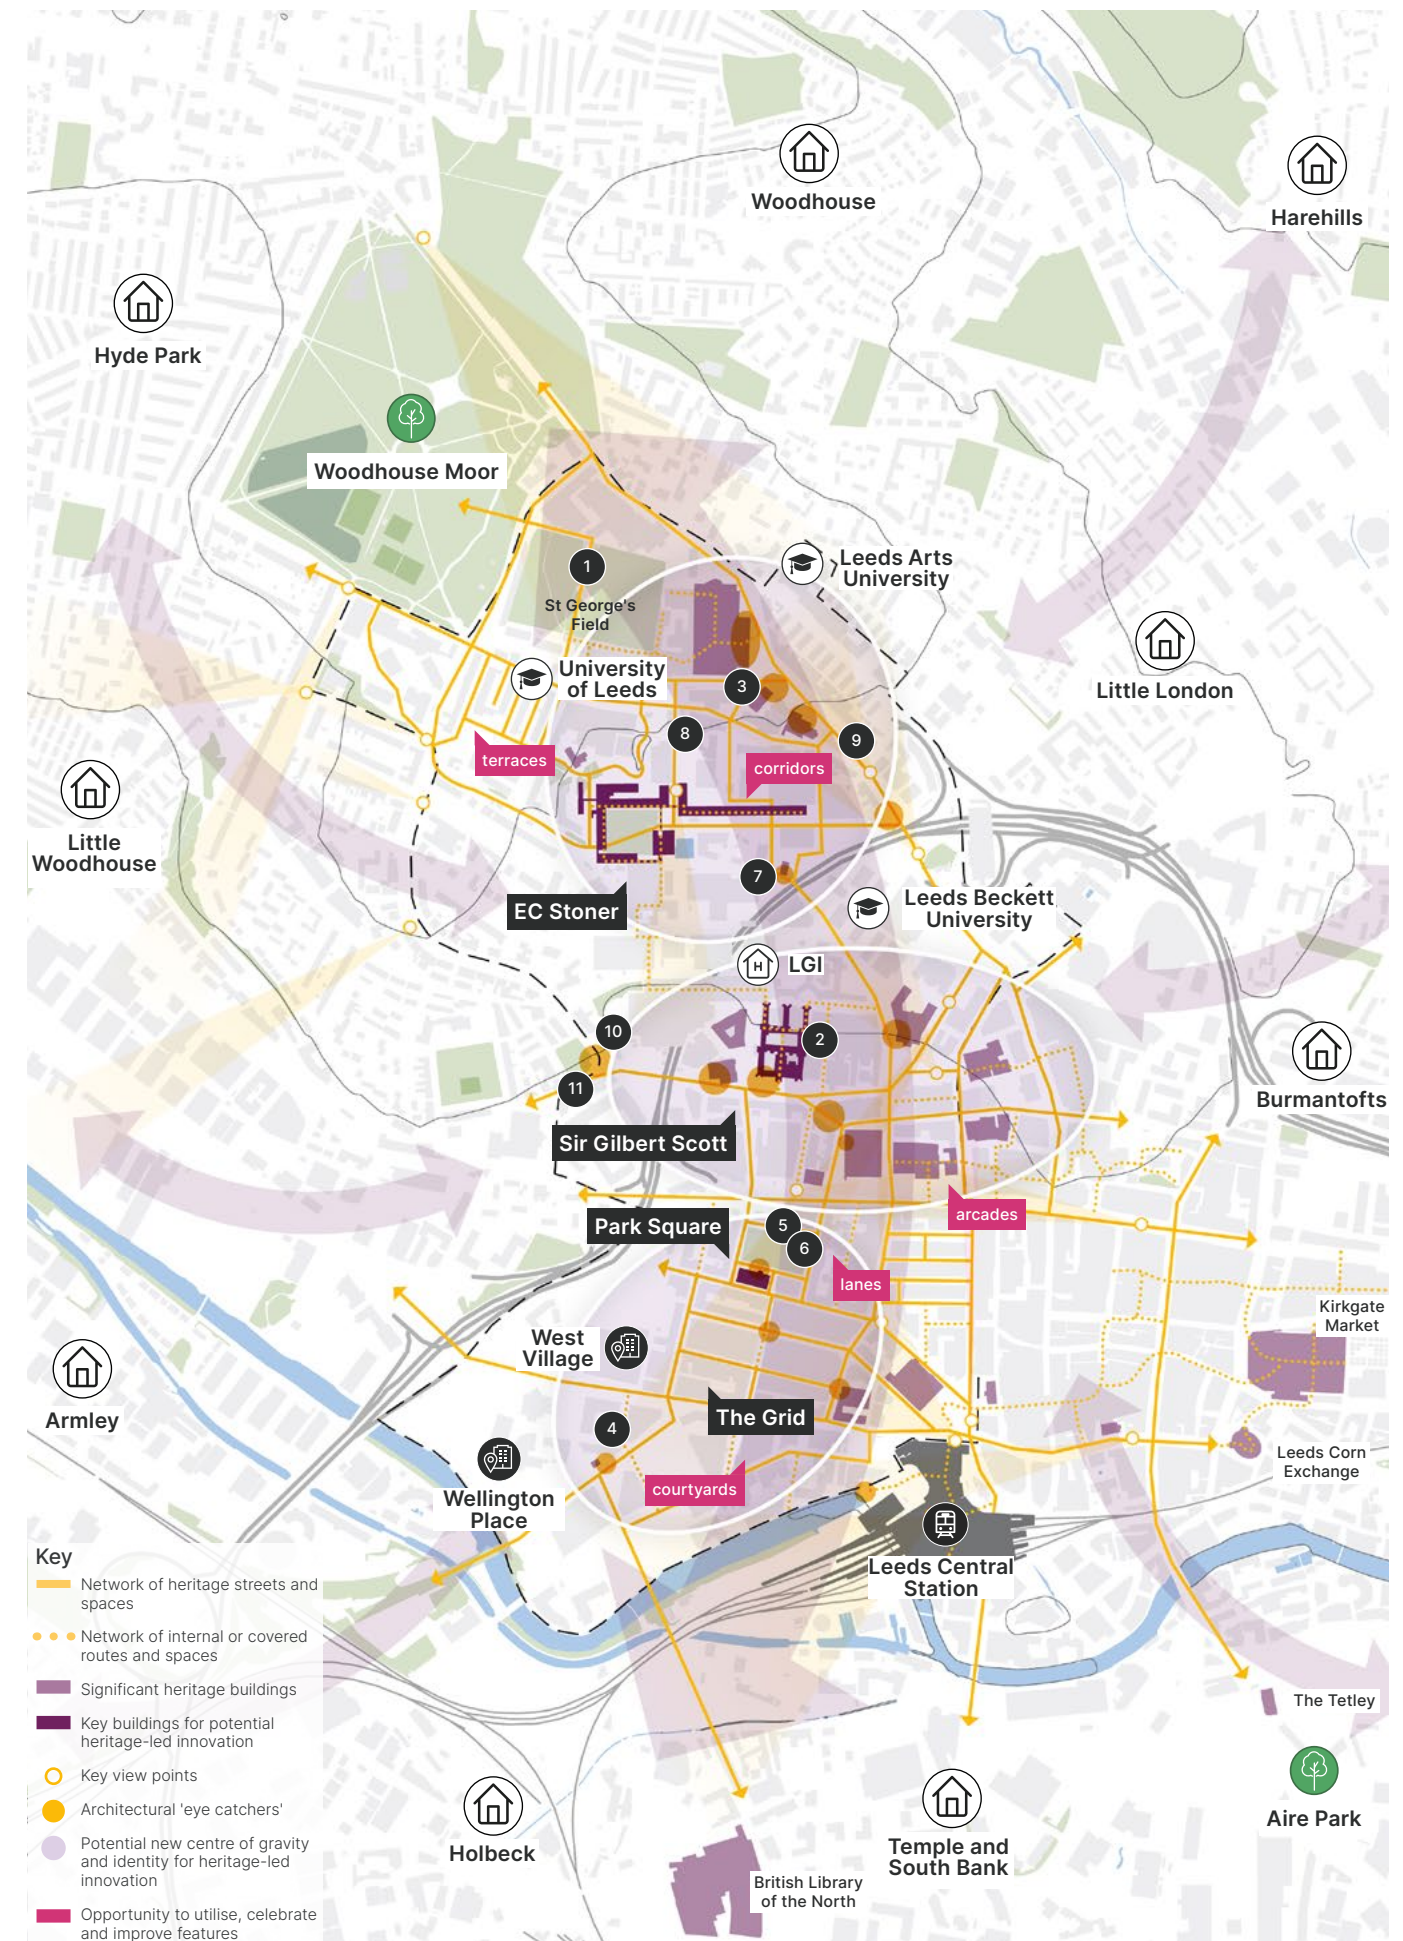 Woodhouse
Harehills
Hyde Park
Woodhouse Moor
Leeds Arts
University
1
St George's
Field
University
of Leeds
3
Little London
8
9
terraces
corridors
Little
Woodhouse
7
EC Stoner
Leeds Beckett
University
H
LGI
10
2
11
Burmantofts
Sir Gilbert Scott
arcades
Park Square
5
6
lanes
Kirkgate
Market
West
Village
Armley
The Grid
4
Leeds Corn
Exchange
courtyards
Wellington
Place
Leeds Central
Station
Key
Network of heritage streets and
spaces
Network of internal or covered
routes and spaces
Significant heritage buildings
Key buildings for potential
heritage-led innovation
Key view points
Architectural 'eye catchers'
Potential new centre of gravity
and identity for heritage-led
innovation
Opportunity to utilise, celebrate
and improve features
The Tetley
Aire Park
Holbeck
Temple and
South Bank
British Library
of the North